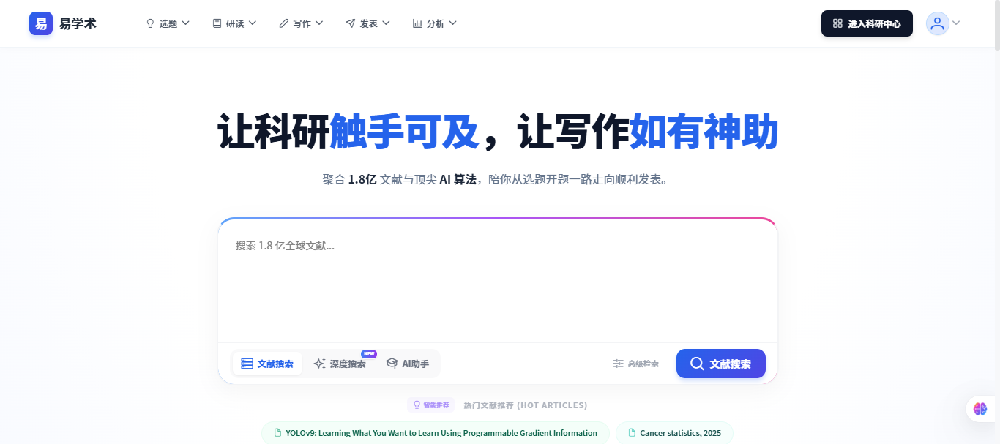 易 易学术 选题 研读 写作 发表 分析 进入科研中心
让科研触手可及，让写作如有神助
聚合 1.8亿 文献与顶尖 AI 算法，陪你从选题开题一路走向顺利发表。
搜索 1.8 亿全球文献...
文献搜索 深度搜索 NEW AI助手 高级检索 文献搜索
智能推荐 热门文献推荐 (HOT ARTICLES)
YOLOv9: Learning What You Want to Learn Using Programmable Gradient Information Cancer statistics, 2025